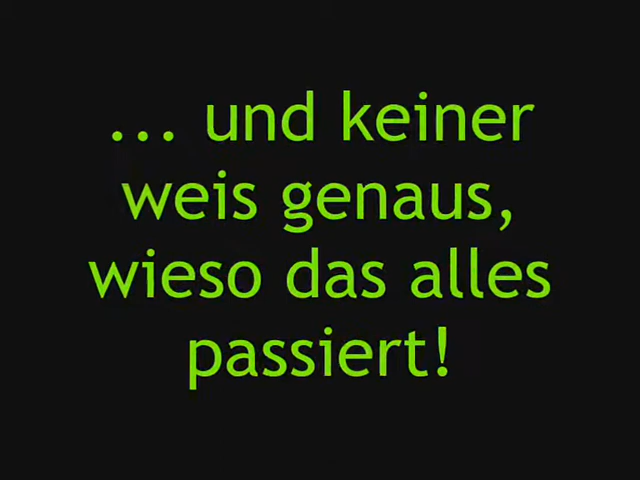 ... und keiner
weis genaus,
wieso das alles
passiert!